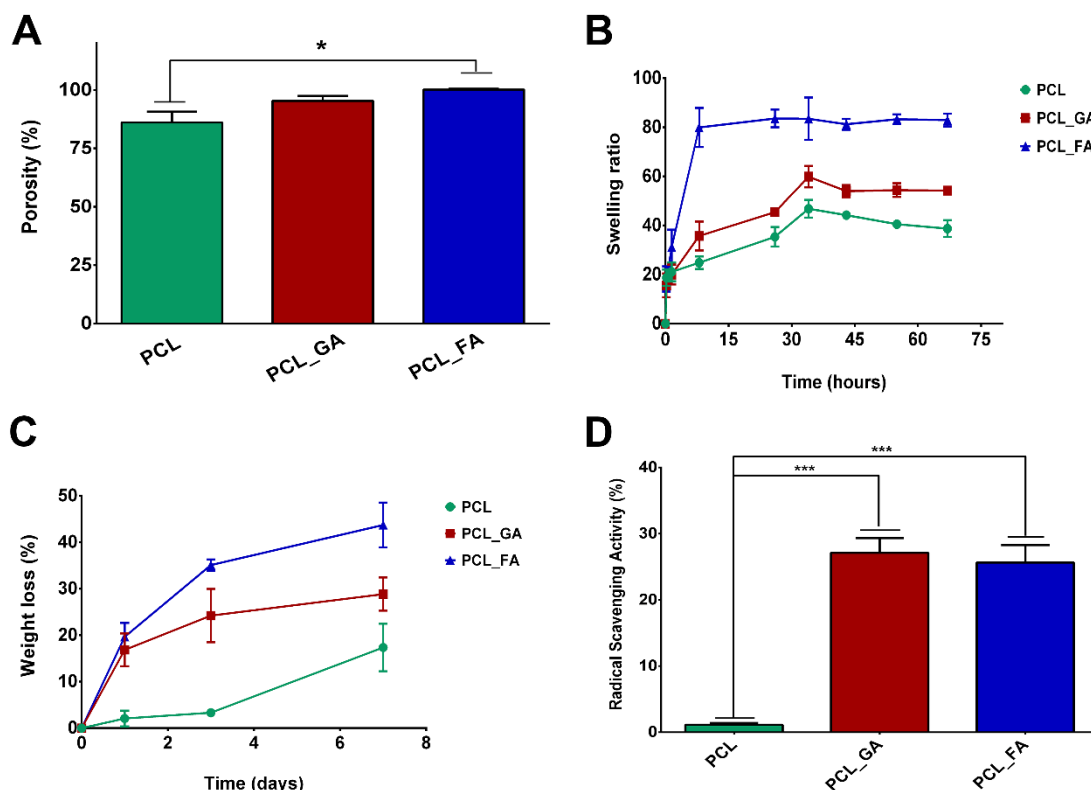 A
*
Porosity (%)
100
75
50
25
0
PCL
PCL_GA
PCL_FA
B
Swelling ratio
100
80
60
40
20
0
0 15 30 45 60 75
Time (hours)
PCL
PCL_GA
PCL_FA
C
Weight loss (%)
50
40
30
20
10
0
0 2 4 6 8
Time (days)
PCL
PCL_GA
PCL_FA
D
***
***
Radical Scavenging Activity (%)
40
30
20
10
0
PCL
PCL_GA
PCL_FA